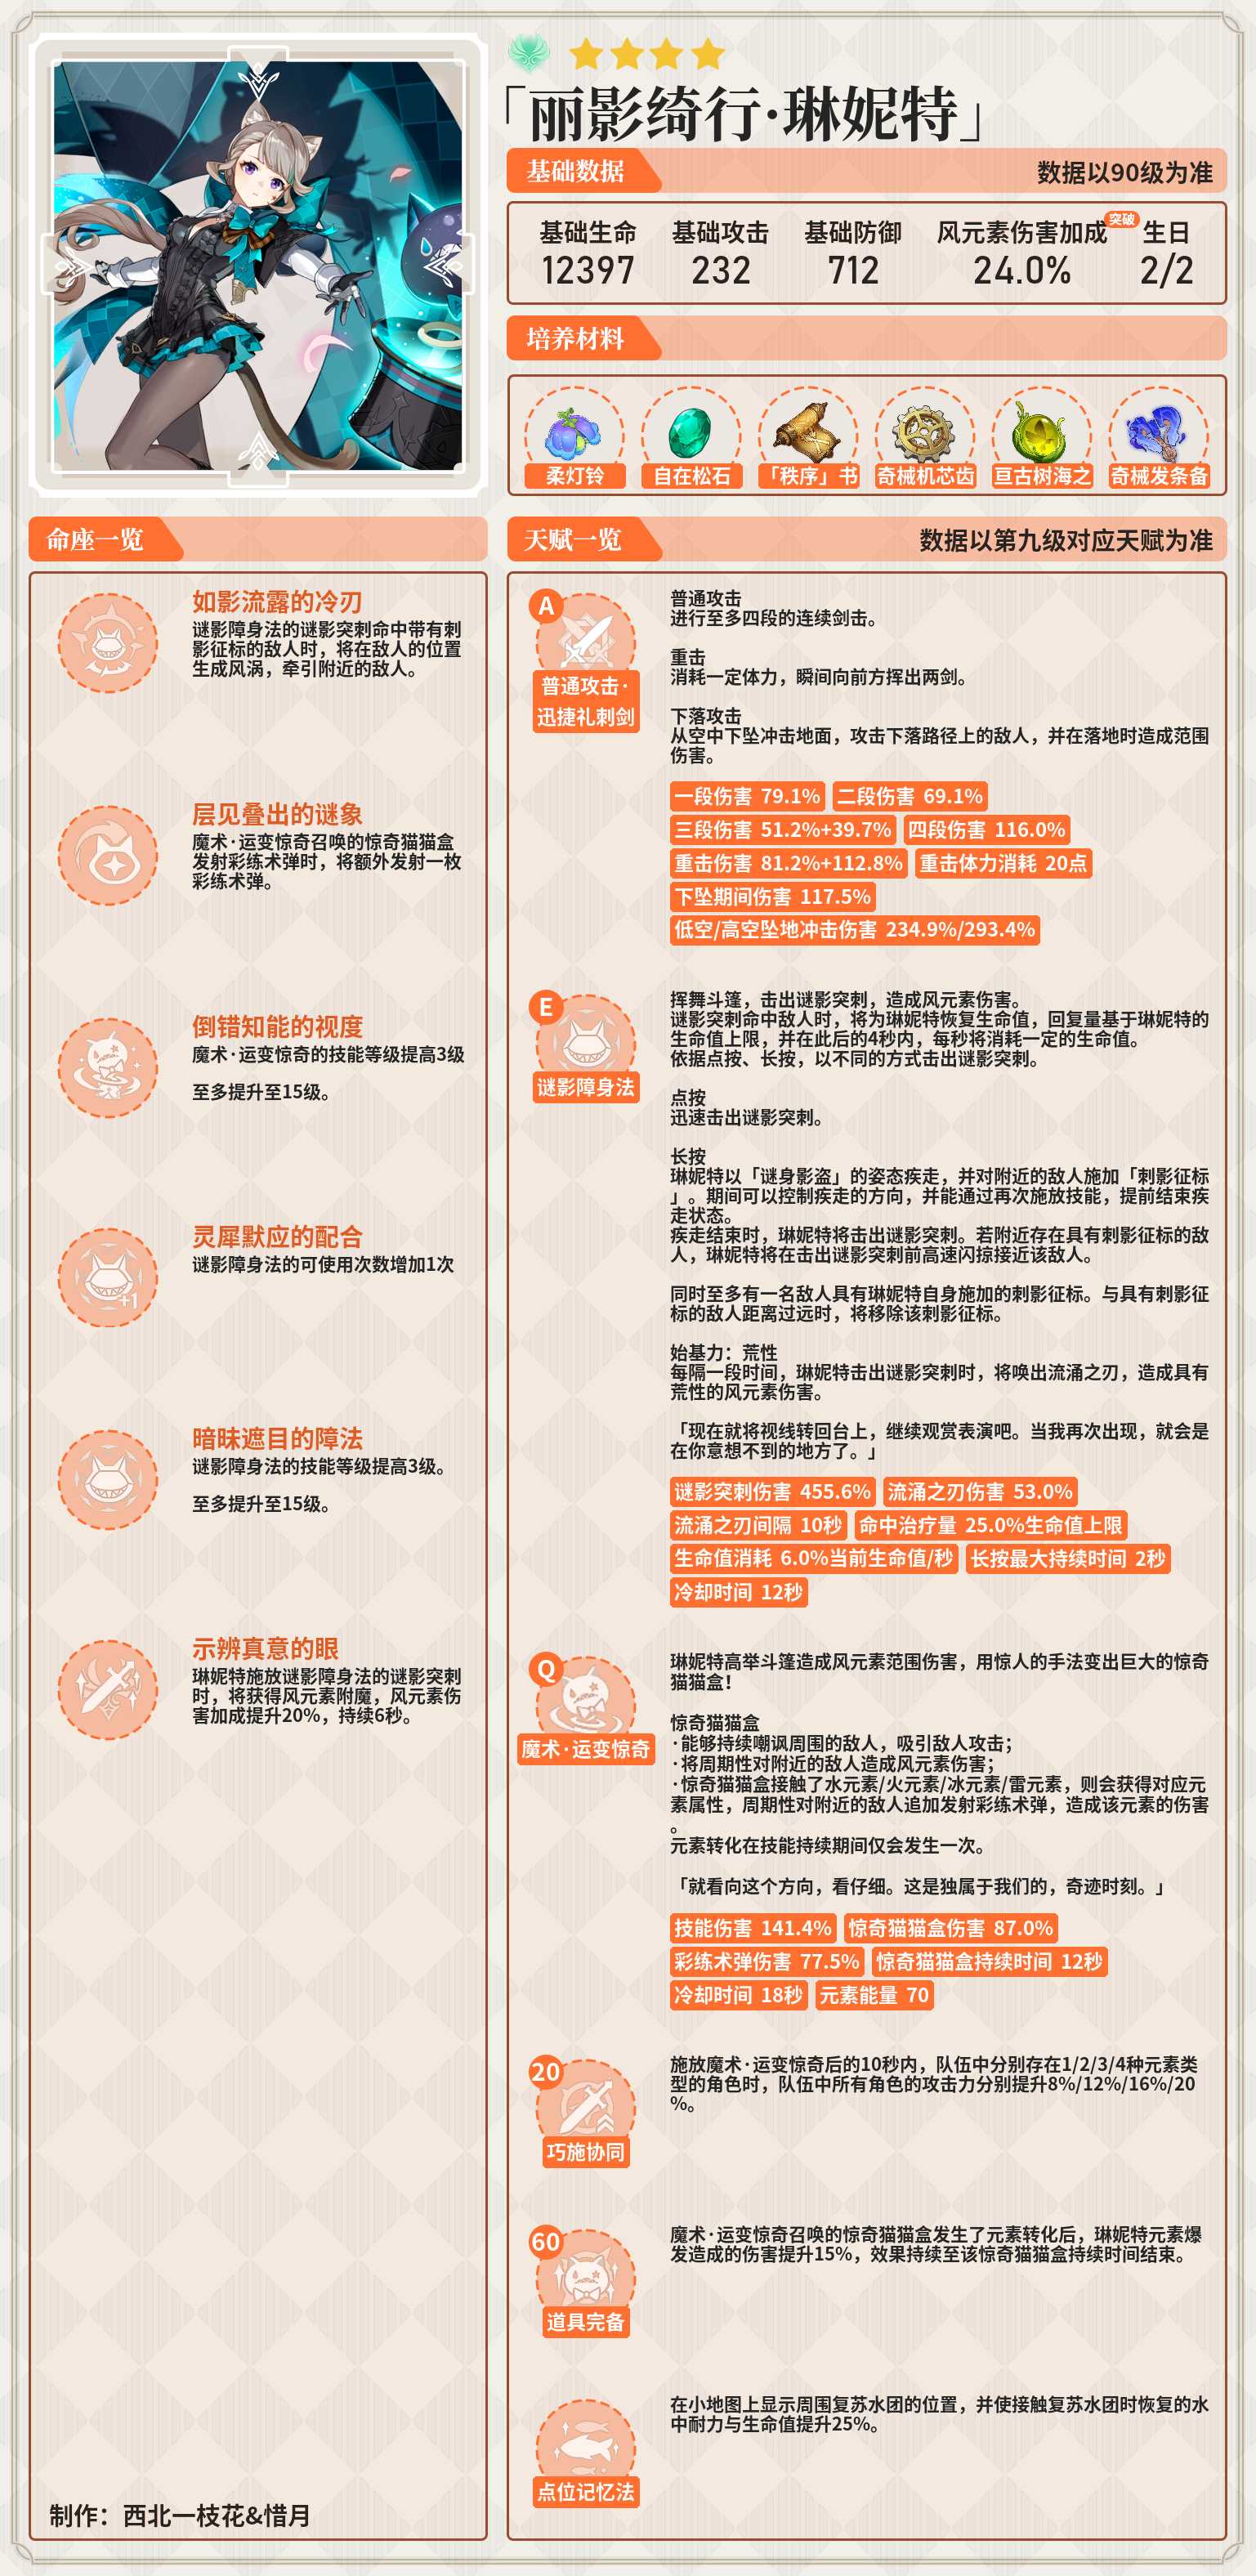 「丽影绮行·琳妮特」
基础数据
数据以90级为准
基础生命 基础攻击 基础防御 风元素伤害加成 突破 生日
12397 232 712 24.0% 2/2
培养材料
柔灯铃 自在松石 「秩序」书 奇械机芯齿 亘古树海之 奇械发条备
命座一览
如影流露的冷刃
谜影障身法的谜影突刺命中带有刺
影征标的敌人时，将在敌人的位置
生成风涡，牵引附近的敌人。
层见叠出的谜象
魔术·运变惊奇召唤的惊奇猫猫盒
发射彩练术弹时，将额外发射一枚
彩练术弹。
倒错知能的视度
魔术·运变惊奇的技能等级提高3级
至多提升至15级。
灵犀默应的配合
谜影障身法的可使用次数增加1次
+1
暗昧遮目的障法
谜影障身法的技能等级提高3级。
至多提升至15级。
示辨真意的眼
琳妮特施放谜影障身法的谜影突刺
时，将获得风元素附魔，风元素伤
害加成提升20%，持续6秒。
制作：西北一枝花&惜月
天赋一览
数据以第九级对应天赋为准
A
普通攻击·
迅捷礼刺剑
普通攻击
进行至多四段的连续剑击。
重击
消耗一定体力，瞬间向前方挥出两剑。
下落攻击
从空中下坠冲击地面，攻击下落路径上的敌人，并在落地时造成范围
伤害。
一段伤害 79.1% 二段伤害 69.1%
三段伤害 51.2%+39.7% 四段伤害 116.0%
重击伤害 81.2%+112.8% 重击体力消耗 20点
下坠期间伤害 117.5%
低空/高空坠地冲击伤害 234.9%/293.4%
E
谜影障身法
挥舞斗篷，击出谜影突刺，造成风元素伤害。
谜影突刺命中敌人时，将为琳妮特恢复生命值，回复量基于琳妮特的
生命值上限，并在此后的4秒内，每秒将消耗一定的生命值。
依据点按、长按，以不同的方式击出谜影突刺。
点按
迅速击出谜影突刺。
长按
琳妮特以「谜身影盗」的姿态疾走，并对附近的敌人施加「刺影征标
」。期间可以控制疾走的方向，并能通过再次施放技能，提前结束疾
走状态。
疾走结束时，琳妮特将击出谜影突刺。若附近存在具有刺影征标的敌
人，琳妮特将在击出谜影突刺前高速闪掠接近该敌人。
同时至多有一名敌人具有琳妮特自身施加的刺影征标。与具有刺影征
标的敌人距离过远时，将移除该刺影征标。
始基力：荒性
每隔一段时间，琳妮特击出谜影突刺时，将唤出流涌之刃，造成具有
荒性的风元素伤害。
「现在就将视线转回台上，继续观赏表演吧。当我再次出现，就会是
在你意想不到的地方了。」
谜影突刺伤害 455.6% 流涌之刃伤害 53.0%
流涌之刃间隔 10秒 命中治疗量 25.0%生命值上限
生命值消耗 6.0%当前生命值/秒 长按最大持续时间 2秒
冷却时间 12秒
Q
魔术·运变惊奇
琳妮特高举斗篷造成风元素范围伤害，用惊人的手法变出巨大的惊奇
猫猫盒！
惊奇猫猫盒
·能够持续嘲讽周围的敌人，吸引敌人攻击；
·将周期性对附近的敌人造成风元素伤害；
·惊奇猫猫盒接触了水元素/火元素/冰元素/雷元素，则会获得对应元
素属性，周期性对附近的敌人追加发射彩练术弹，造成该元素的伤害
。
元素转化在技能持续期间仅会发生一次。
「就看向这个方向，看仔细。这是独属于我们的，奇迹时刻。」
技能伤害 141.4% 惊奇猫猫盒伤害 87.0%
彩练术弹伤害 77.5% 惊奇猫猫盒持续时间 12秒
冷却时间 18秒 元素能量 70
20
巧施协同
施放魔术·运变惊奇后的10秒内，队伍中分别存在1/2/3/4种元素类
型的角色时，队伍中所有角色的攻击力分别提升8%/12%/16%/20
%。
60
道具完备
魔术·运变惊奇召唤的惊奇猫猫盒发生了元素转化后，琳妮特元素爆
发造成的伤害提升15%，效果持续至该惊奇猫猫盒持续时间结束。
点位记忆法
在小地图上显示周围复苏水团的位置，并使接触复苏水团时恢复的水
中耐力与生命值提升25%。